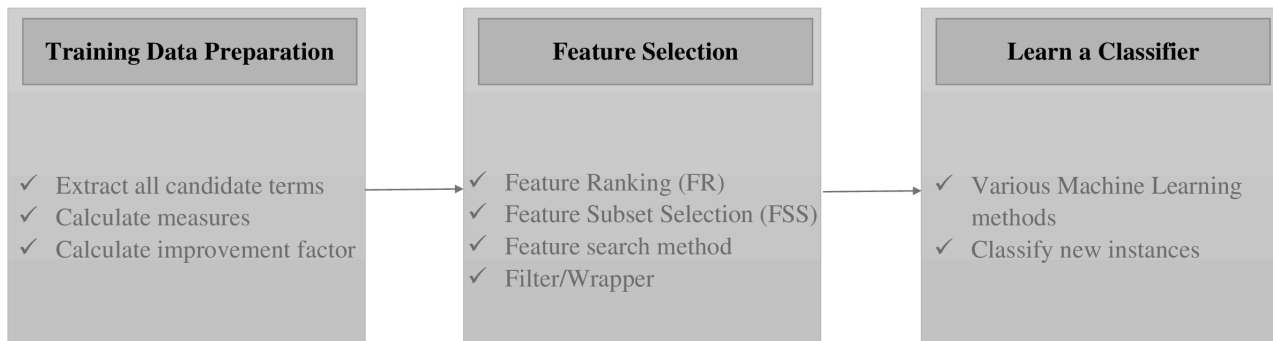 Training Data Preparation
✓ Extract all candidate terms
✓ Calculate measures
✓ Calculate improvement factor
Feature Selection
✓ Feature Ranking (FR)
✓ Feature Subset Selection (FSS)
✓ Feature search method
✓ Filter/Wrapper
Learn a Classifier
✓ Various Machine Learning
methods
✓ Classify new instances